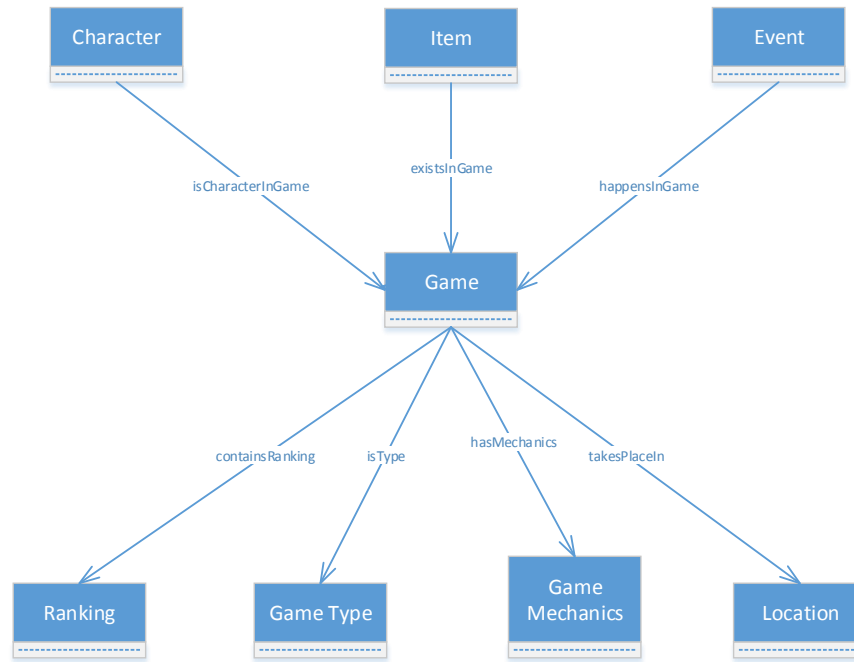 Character
Item
Event
existsInGame
isCharacterInGame
happensInGame
Game
hasMechanics
containsRanking
isType
takesPlaceIn
Ranking
Game Type
Game
Mechanics
Location